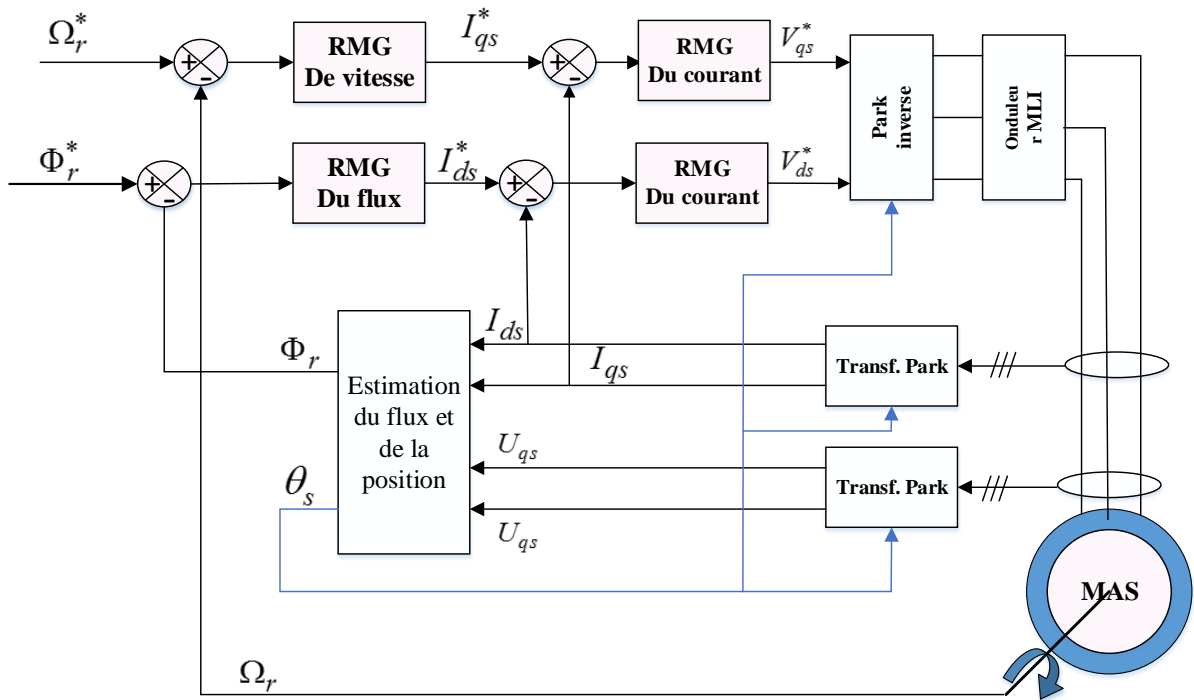 Ω*r
RMG
De vitesse
I*qs
RMG
Du courant
V*qs
Park
inverse
Onduleu
r MLI
+
-
+
-
Φ*r
RMG
Du flux
I*ds
RMG
Du courant
V*ds
+
-
+
-
Φr
Estimation
du flux et
de la
position
Ids
Iqs
Transf. Park
Uqs
Transf. Park
θs
Uqs
MAS
Ωr